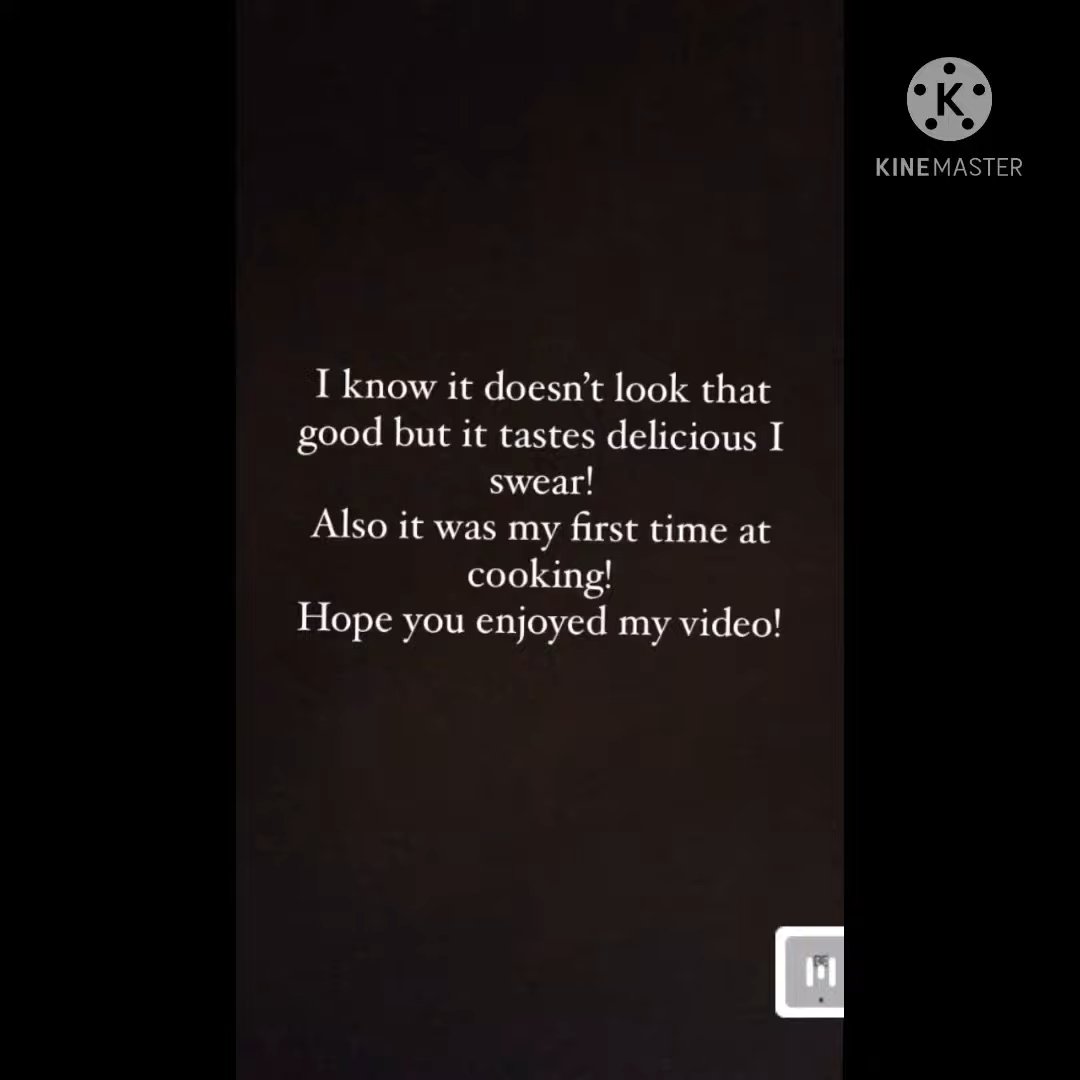 K
KINEMASTER
I know it doesn’t look that
good but it tastes delicious I
swear!
Also it was my first time at
cooking!
Hope you enjoyed my video!